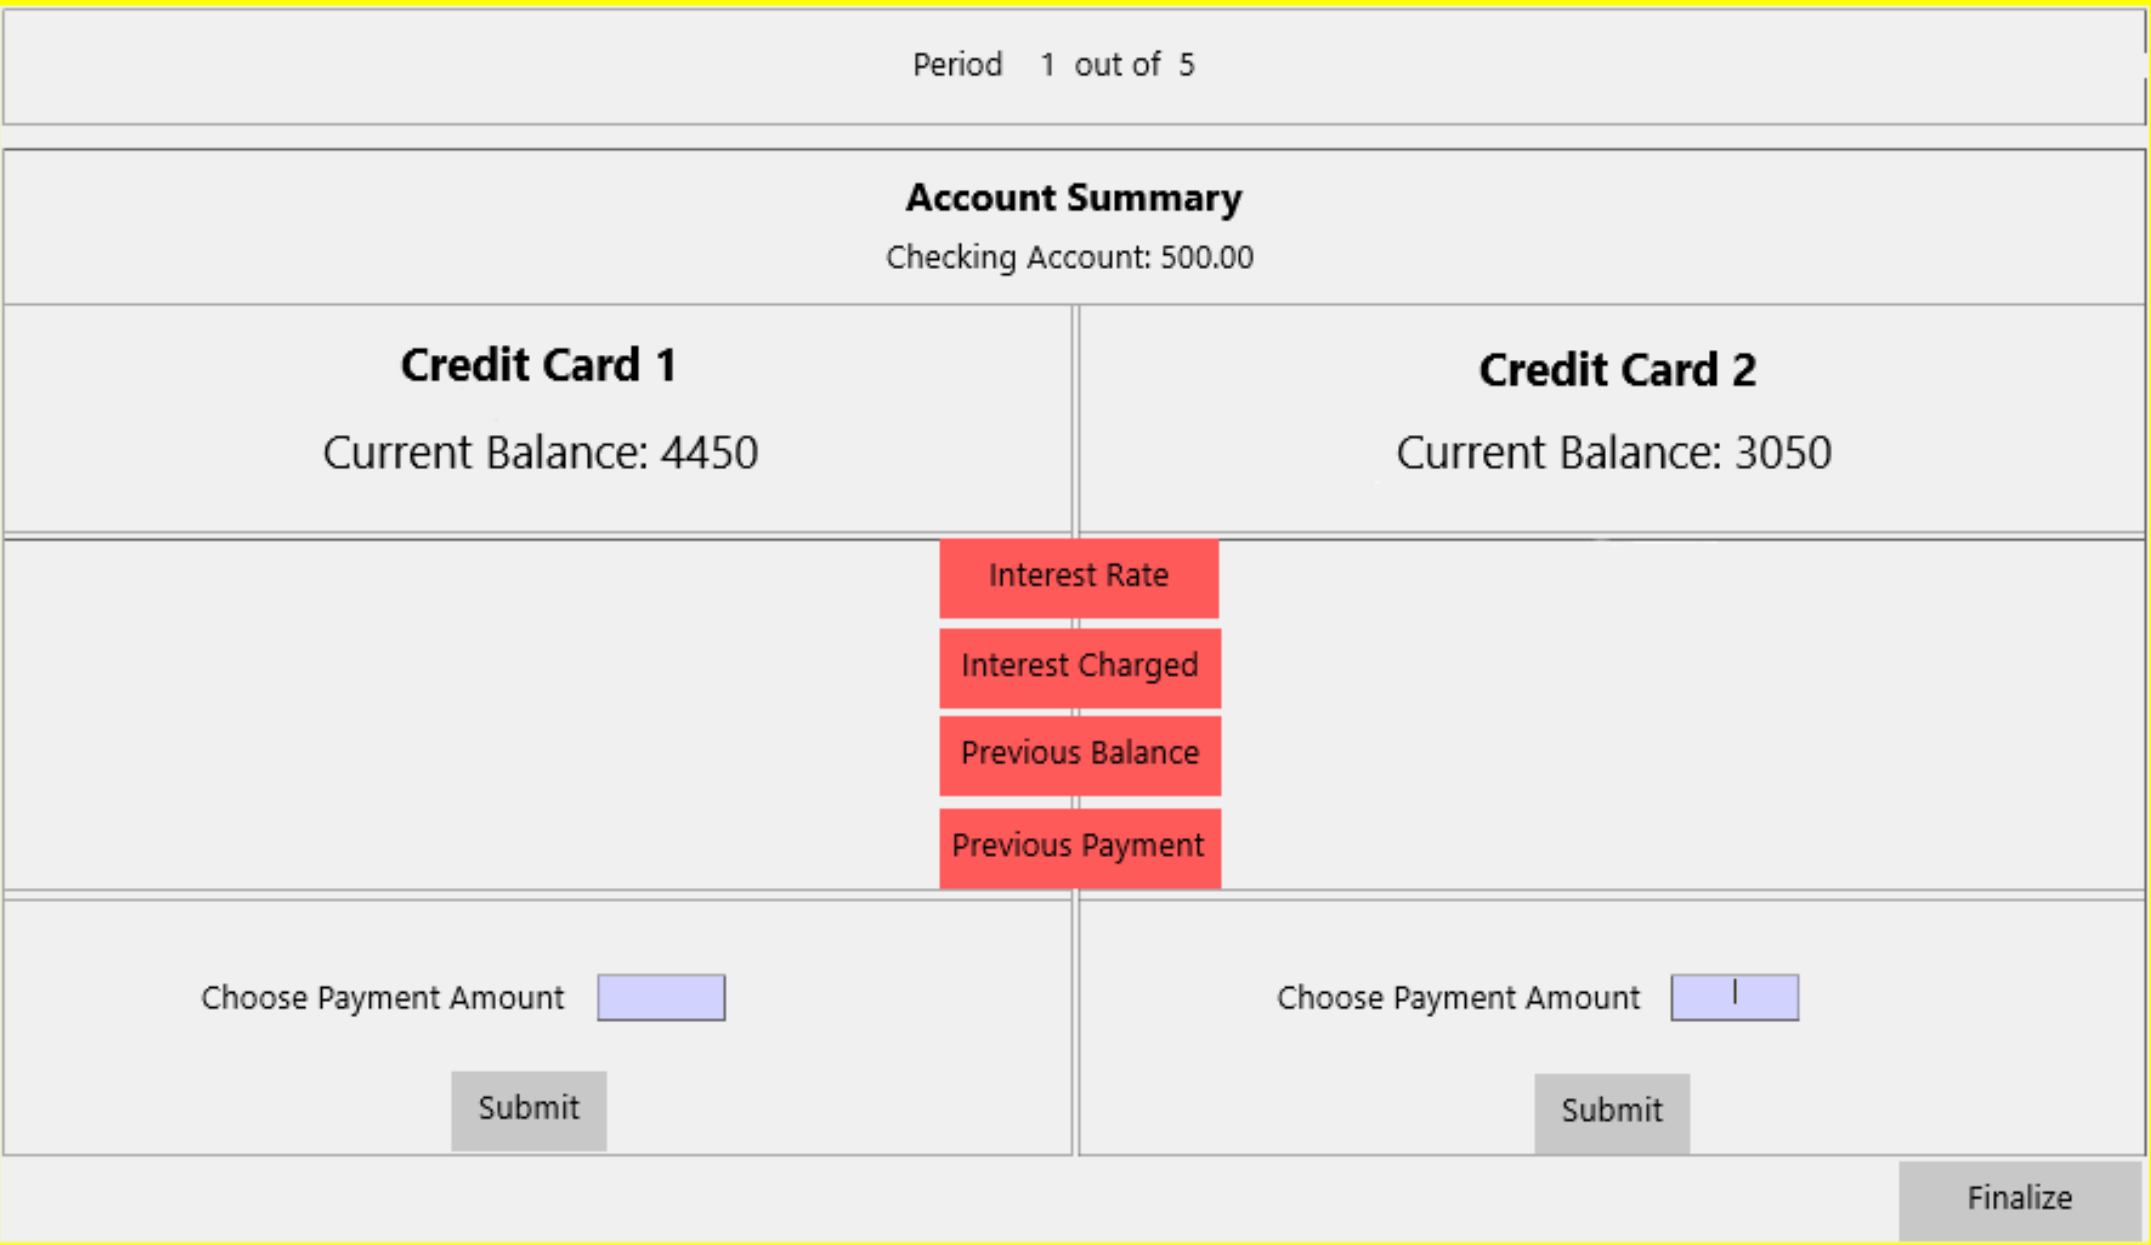 Period 1 out of 5
Account Summary
Checking Account: 500.00
Credit Card 1
Current Balance: 4450
Credit Card 2
Current Balance: 3050
Interest Rate
Interest Charged
Previous Balance
Previous Payment
Choose Payment Amount
Submit
Choose Payment Amount
Submit
Finalize